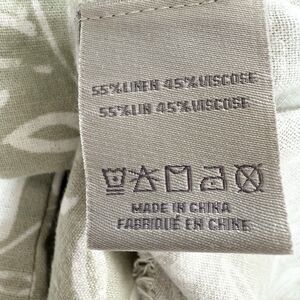 55%LINEN 45%VISCOSE
55%LIN 45%VISCOSE
MADE IN CHINA
FABRIQUÉ EN CHINE